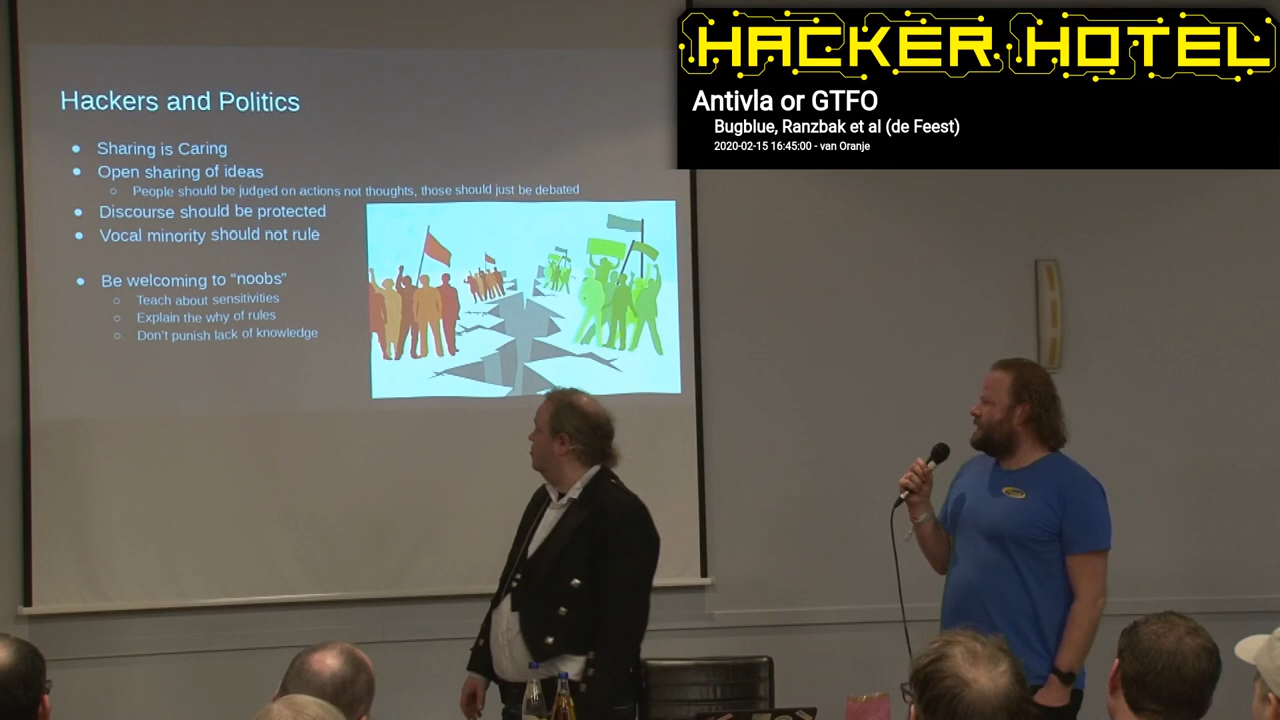 HACKER HOTEL
Antivla or GTFO
Bugblue, Ranzbak et al (de Feest)
2020-02-15 16:45:00 - van Oranje
Hackers and Politics
Sharing is Caring
Open sharing of ideas
People should be judged on actions not thoughts, those should just be debated
Discourse should be protected
Vocal minority should not rule
Be welcoming to “noobs”
Teach about sensitivities
Explain the why of rules
Don't punish lack of knowledge